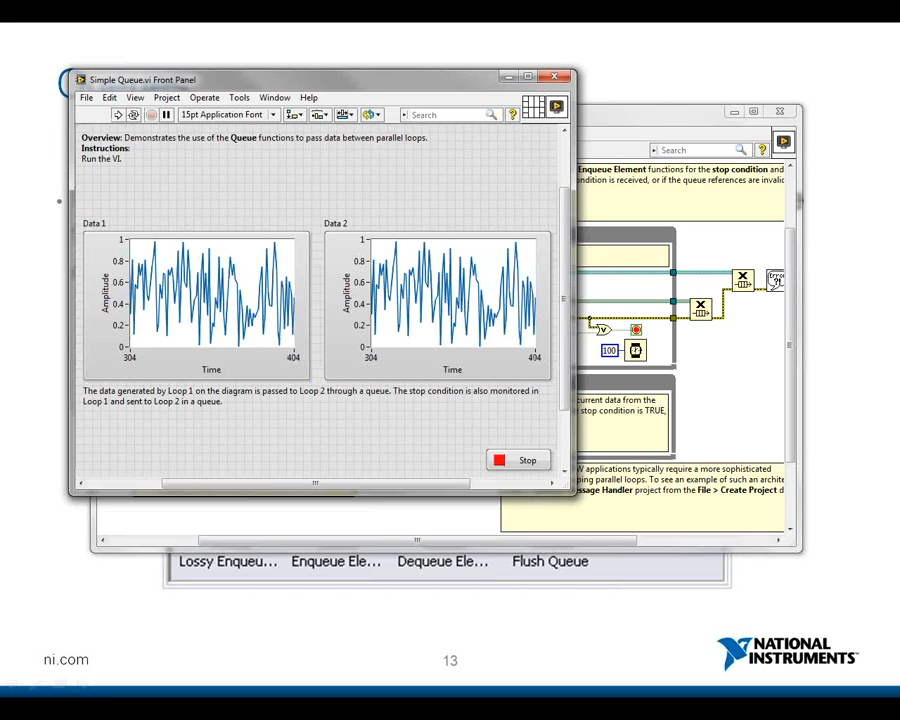 Simple Queue.vi Front Panel
File Edit View Project Operate Tools Window Help
15pt Application Font
Search
Overview: Demonstrates the use of the Queue functions to pass data between parallel loops.
Instructions:
Run the VI.
Search
Enqueue Element functions for the stop condition and
condition is received, or if the queue references are invalid
Data 1
Data 2
1
0.8
0.6
0.4
0.2
0
Amplitude
304
404
Time
1
0.8
0.6
0.4
0.2
0
Amplitude
304
494
Time
Error
100
The data generated by Loop 1 on the diagram is passed to Loop 2 through a queue. The stop condition is also monitored in
Loop 1 and sent to Loop 2 in a queue.
current data from the
stop condition is TRUE,
Stop
W applications typically require a more sophisticated
ping parallel loops. To see an example of such an archite
ssage Handler project from the File > Create Project d
Lossy Enqueu... Enqueue Ele... Dequeue Ele... Flush Queue
ni.com
13
NATIONAL
INSTRUMENTS